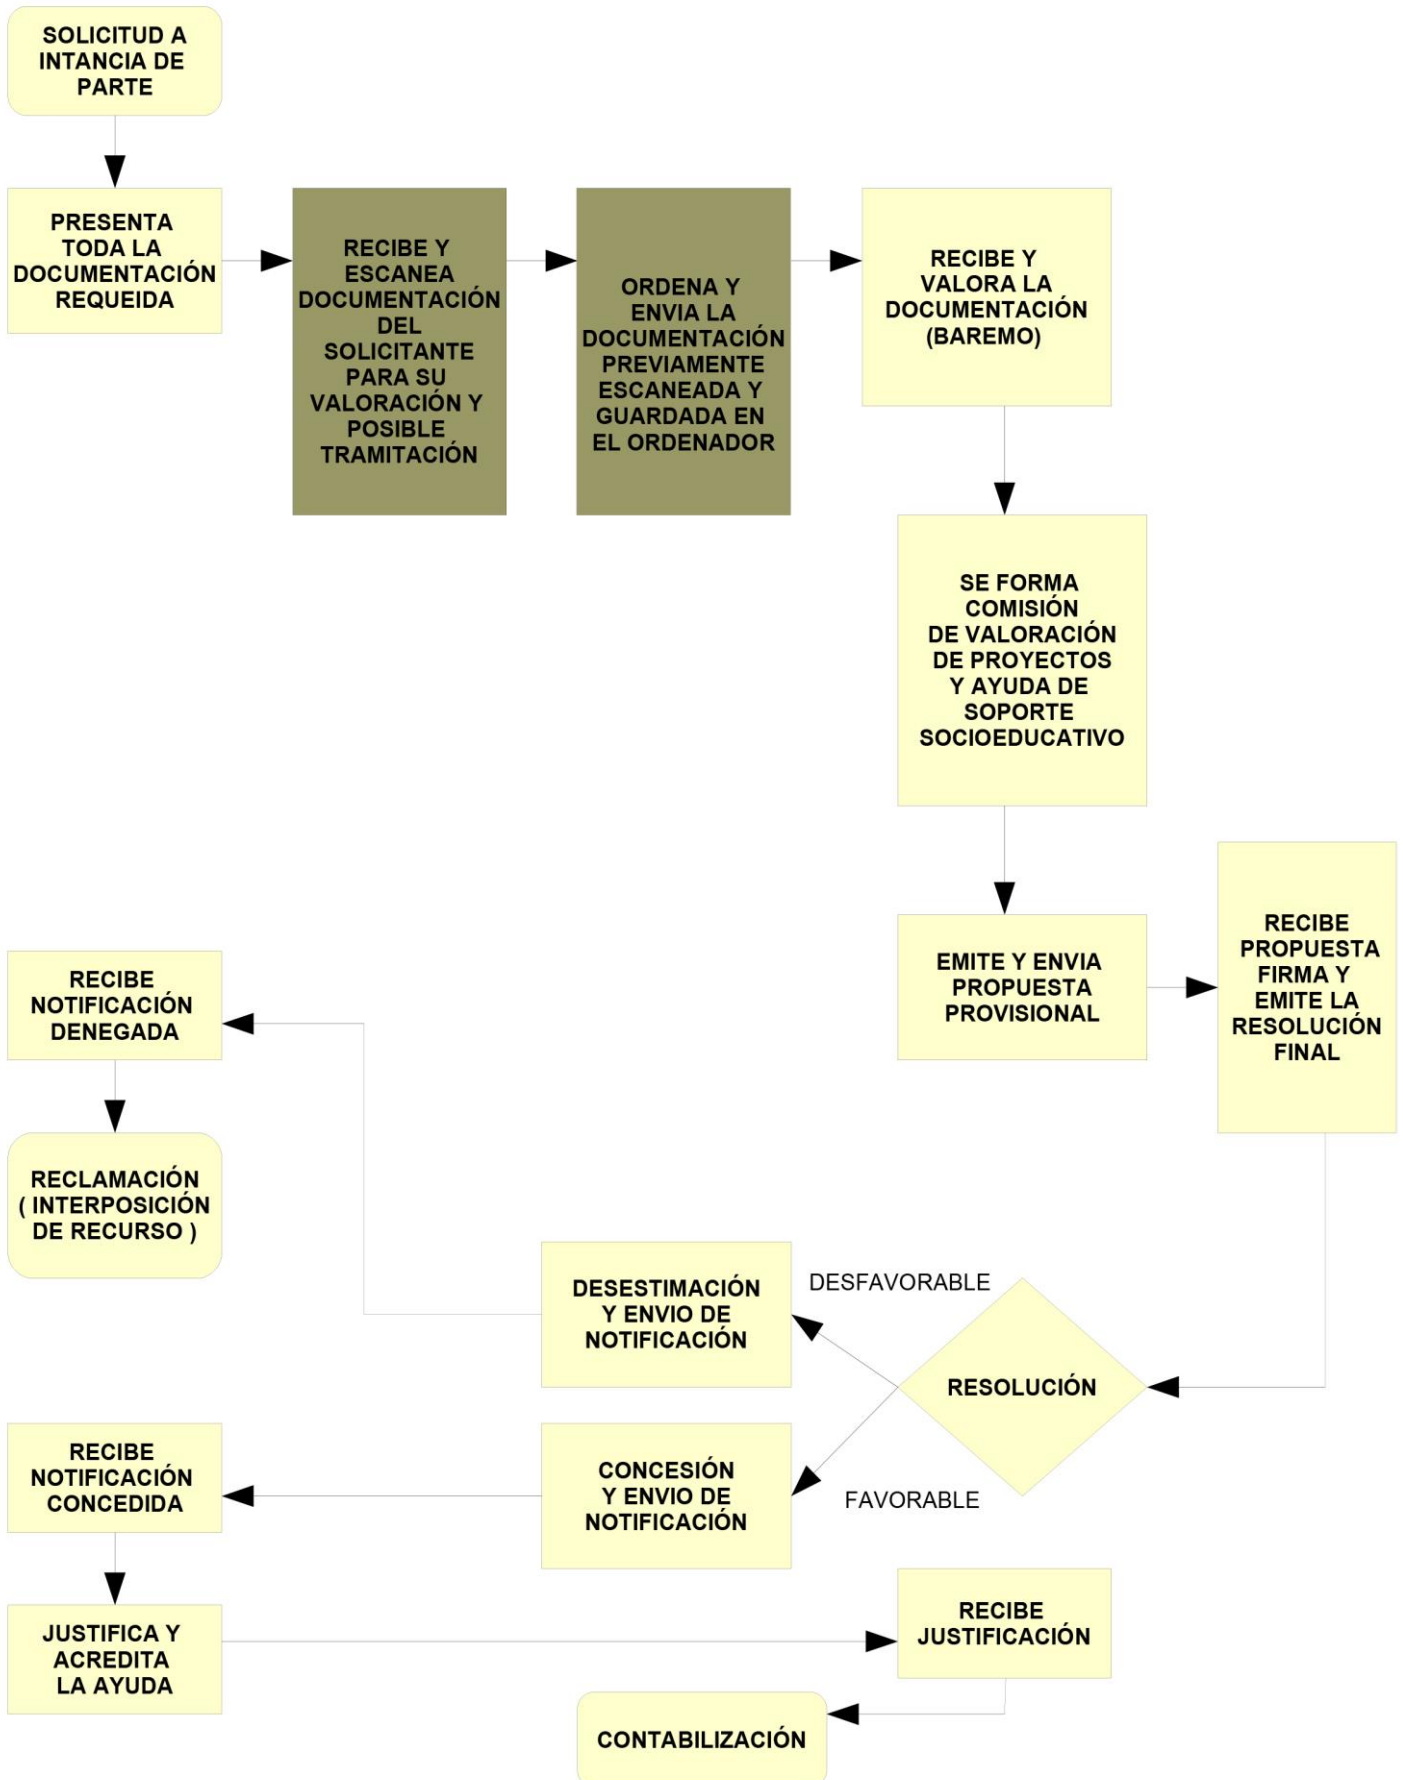 SOLICITUD A
INTANCIA DE
PARTE
PRESENTA
TODA LA
DOCUMENTACIÓN
REQUEIDA
RECIBE Y
ESCANEA
DOCUMENTACIÓN
DEL
SOLICITANTE
PARA SU
VALORACIÓN Y
POSIBLE
TRAMITACIÓN
ORDENA Y
ENVIA LA
DOCUMENTACIÓN
PREVIAMENTE
ESCANEADA Y
GUARDADA EN
EL ORDENADOR
RECIBE Y
VALORA LA
DOCUMENTACIÓN
(BAREMO)
SE FORMA
COMISIÓN
DE VALORACIÓN
DE PROYECTOS
Y AYUDA DE
SOPORTE
SOCIOEDUCATIVO
EMITE Y ENVIA
PROPUESTA
PROVISIONAL
RECIBE
PROPUESTA
FIRMA Y
EMITE LA
RESOLUCIÓN
FINAL
RESOLUCIÓN
DESFAVORABLE
DESESTIMACIÓN
Y ENVIO DE
NOTIFICACIÓN
RECIBE
NOTIFICACIÓN
DENEGADA
RECLAMACIÓN
( INTERPOSICIÓN
DE RECURSO )
FAVORABLE
CONCESIÓN
Y ENVIO DE
NOTIFICACIÓN
RECIBE
NOTIFICACIÓN
CONCEDIDA
JUSTIFICA Y
ACREDITA
LA AYUDA
RECIBE
JUSTIFICACIÓN
CONTABILIZACIÓN